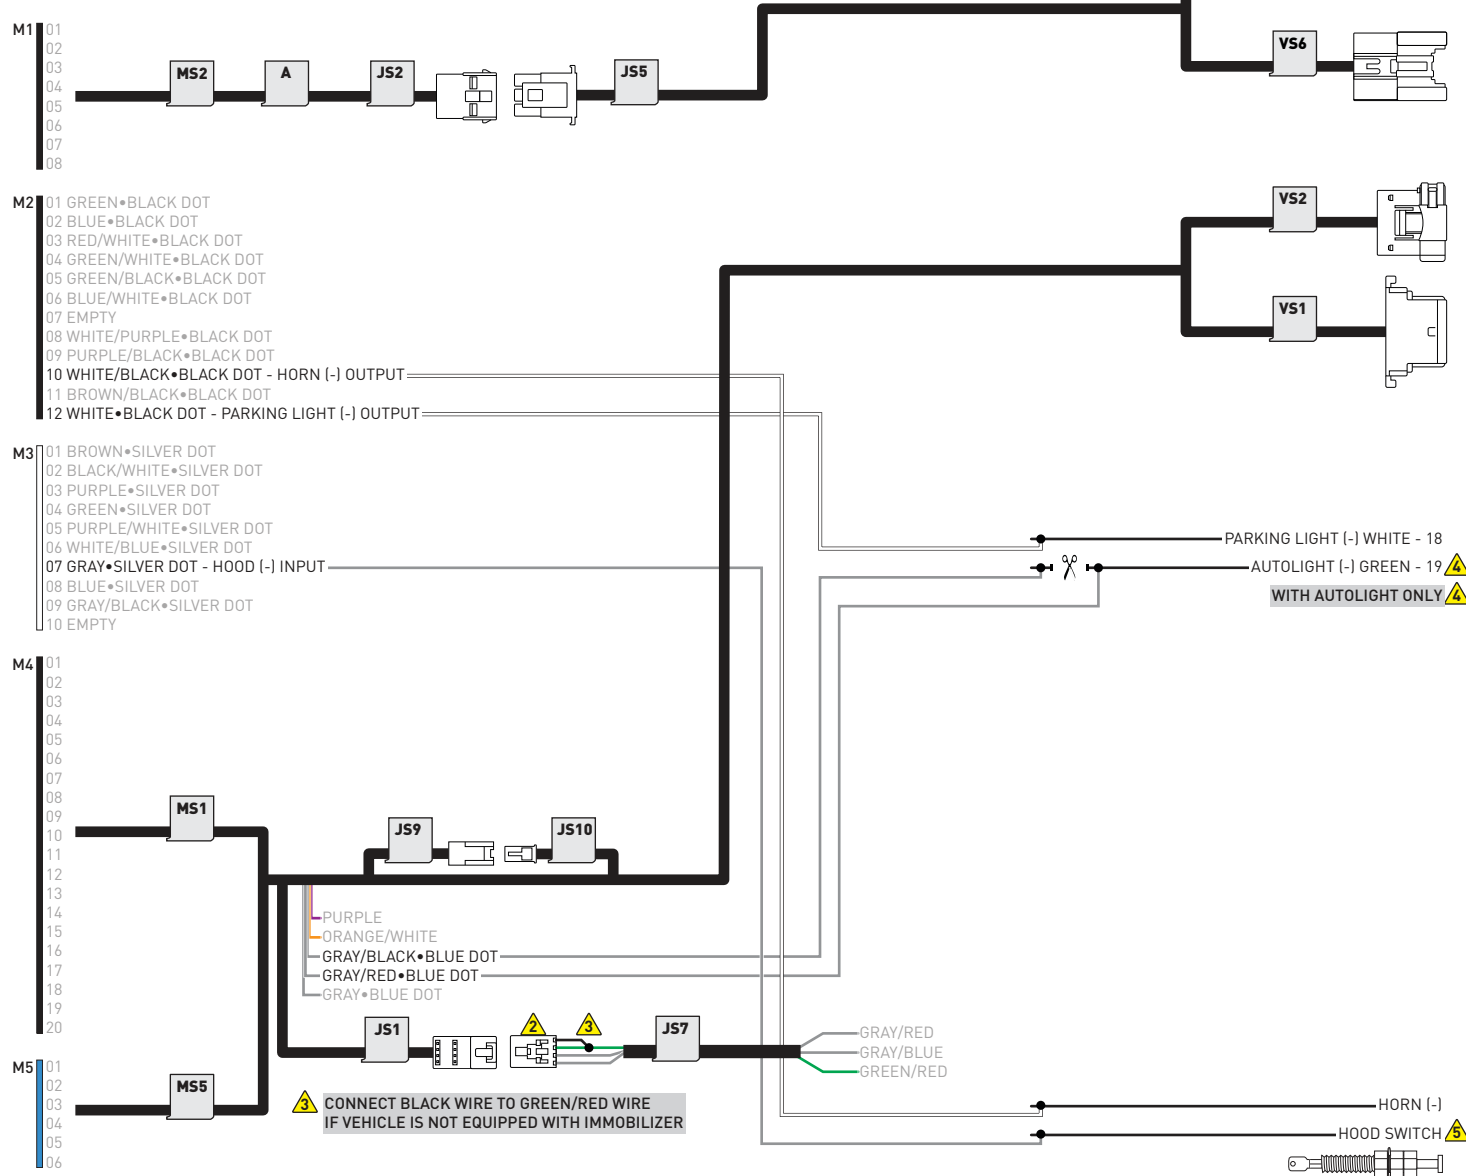 M1 01
02
03
04
05
06
07
08
MS2
A
JS2
JS5
VS6
M2 01 GREEN•BLACK DOT
02 BLUE•BLACK DOT
03 RED/WHITE•BLACK DOT
04 GREEN/WHITE•BLACK DOT
05 GREEN/BLACK•BLACK DOT
06 BLUE/WHITE•BLACK DOT
07 EMPTY
08 WHITE/PURPLE•BLACK DOT
09 PURPLE/BLACK•BLACK DOT
10 WHITE/BLACK•BLACK DOT - HORN (-) OUTPUT
11 BROWN/BLACK•BLACK DOT
12 WHITE•BLACK DOT - PARKING LIGHT (-) OUTPUT
VS2
VS1
M3 01 BROWN•SILVER DOT
02 BLACK/WHITE•SILVER DOT
03 PURPLE•SILVER DOT
04 GREEN•SILVER DOT
05 PURPLE/WHITE•SILVER DOT
06 WHITE/BLUE•SILVER DOT
07 GRAY•SILVER DOT - HOOD (-) INPUT
08 BLUE•SILVER DOT
09 GRAY/BLACK•SILVER DOT
10 EMPTY
PARKING LIGHT (-) WHITE - 18
AUTOLIGHT (-) GREEN - 19 4
WITH AUTOLIGHT ONLY 4
M4 01
02
03
04
05
06
07
08
09
10
11
12
13
14
15
16
17
18
19
20
MS1
JS9
JS10
PURPLE
ORANGE/WHITE
GRAY/BLACK•BLUE DOT
GRAY/RED•BLUE DOT
GRAY•BLUE DOT
JS1
2
3
JS7
GRAY/RED
GRAY/BLUE
GREEN/RED
M5 01
02
03
04
05
06
MS5
3 CONNECT BLACK WIRE TO GREEN/RED WIRE
IF VEHICLE IS NOT EQUIPPED WITH IMMOBILIZER
HORN (-)
HOOD SWITCH 5